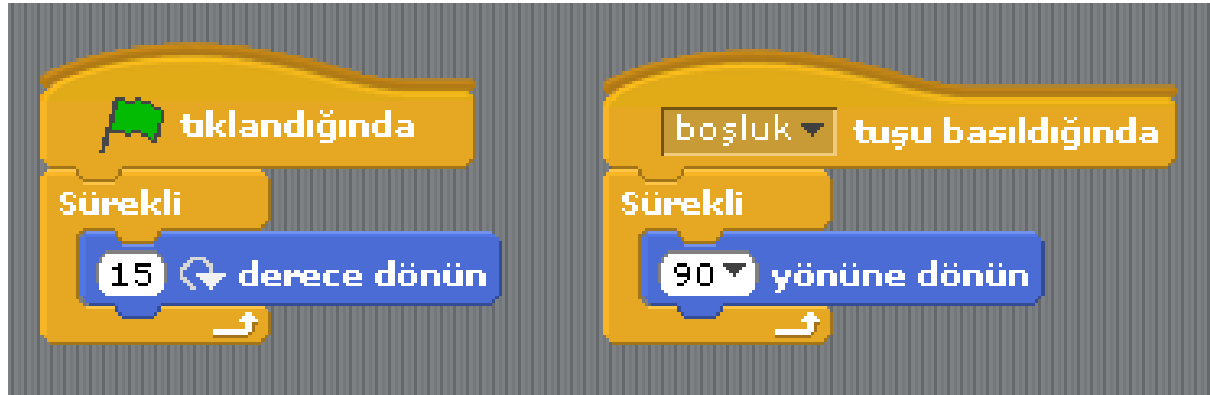 tıklandığında
Sürekli
15 derece dönün
boşluk tuşu basıldığında
Sürekli
90 yönüne dönün